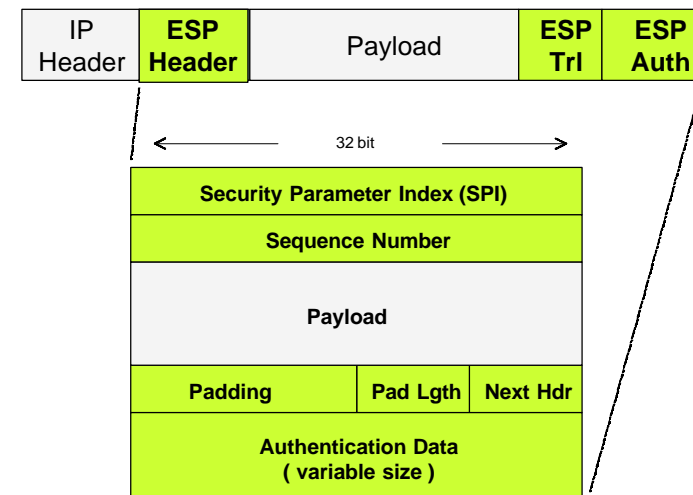 IP Header
ESP Header
Payload
ESP Trl
ESP Auth
32 bit
Security Parameter Index (SPI)
Sequence Number
Payload
Padding
Pad Lgth
Next Hdr
Authentication Data
( variable size )